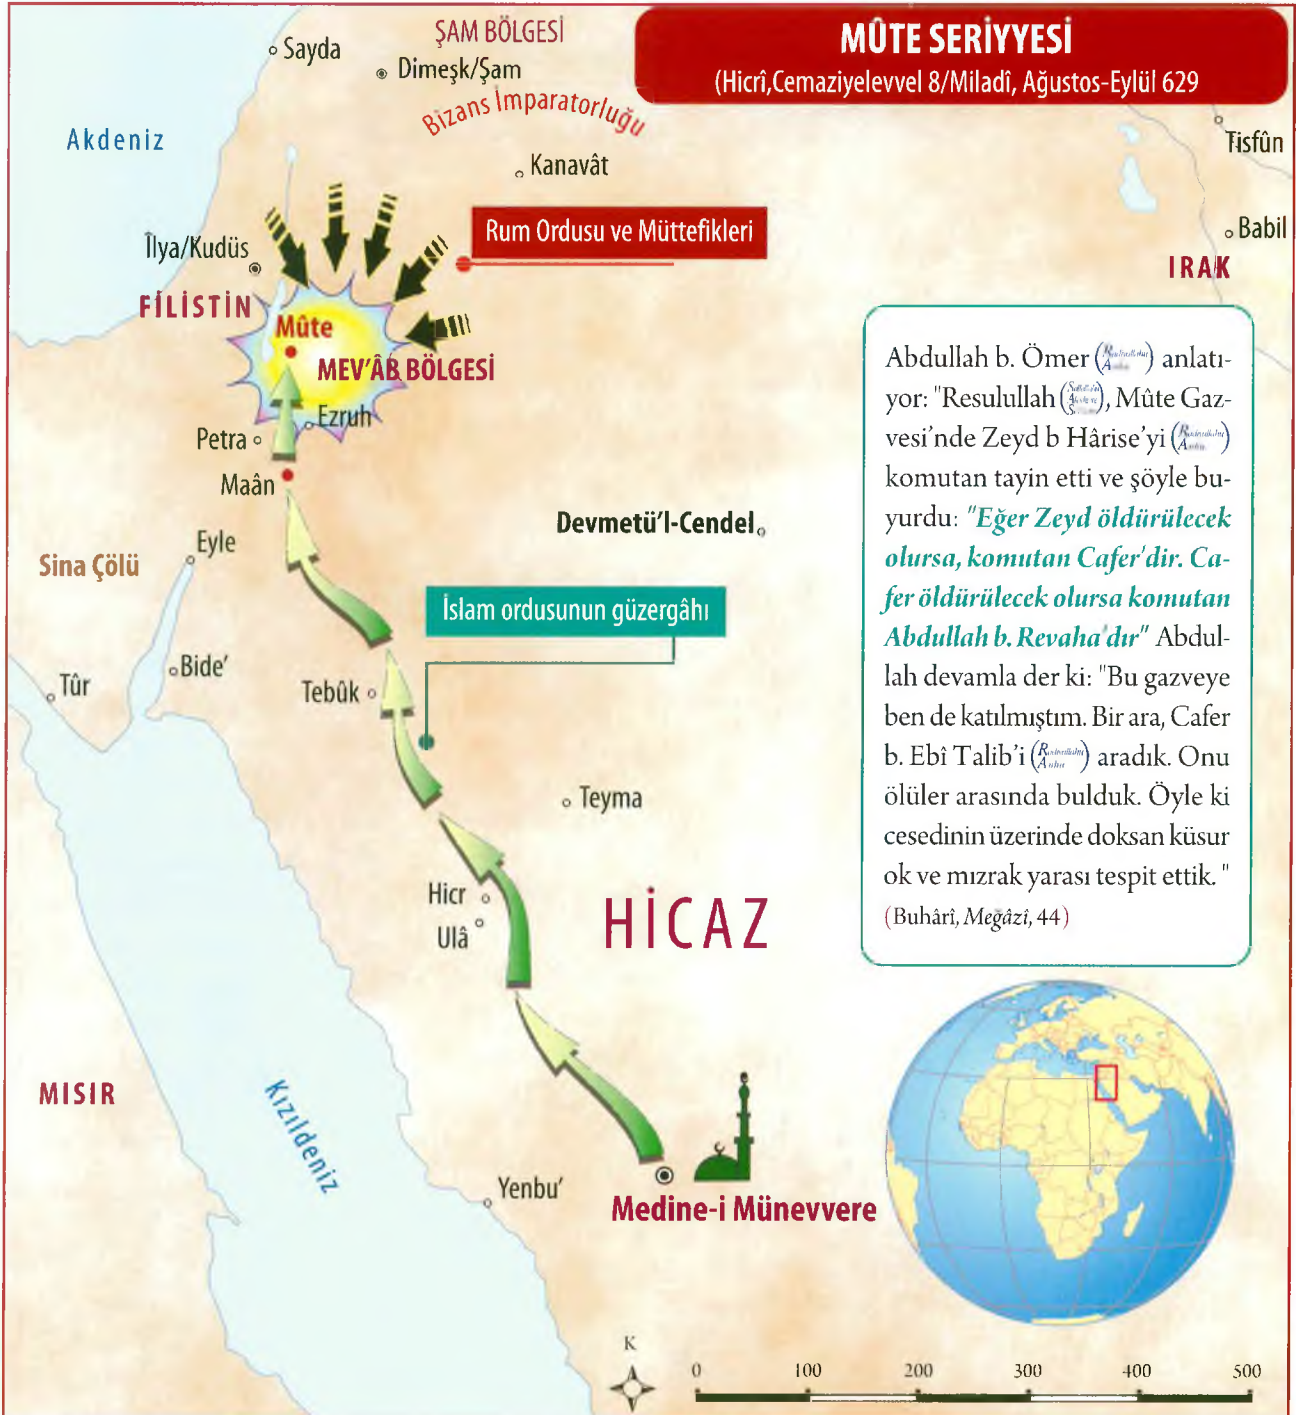 MÛTE SERİYYESİ
(Hicrî,Cemaziyelevvel 8/Miladî, Ağustos-Eylül 629
ŞAM BÖLGESİ
Sayda
Dimeşk/Şam
Bizans İmparatorluğu
Akdeniz
Tisfûn
Kanavât
Rum Ordusu ve Müttefikleri
Babil
IRAK
Îlya/Kudüs
FİLİSTİN
Mûte
MEV'ÂB BÖLGESİ
Ezruh
Petra
Maân
Devmetü'l-Cendel
Eyle
Sina Çölü
İslam ordusunun güzergâhı
Bide'
Tûr
Tebûk
Teyma
Hicr
Ulâ
HİCAZ
MISIR
Kızıldeniz
Yenbu'
Medine-i Münevvere
Abdullah b. Ömer anlatı-
yor: "Resulullah, Mûte Gaz-
vesi'nde Zeyd b Hârise'yi
komutan tayin etti ve şöyle bu-
yurdu: "Eğer Zeyd öldürülecek
olursa, komutan Cafer'dir. Ca-
fer öldürülecek olursa komutan
Abdullah b. Revaha'dır" Abdul-
lah devamla der ki: "Bu gazveye
ben de katılmıştım. Bir ara, Cafer
b. Ebî Talib'i aradık. Onu
ölüler arasında bulduk. Öyle ki
cesedinin üzerinde doksan küsur
ok ve mızrak yarası tespit ettik. "
(Buhârî, Meğâzî, 44)
K
0 100 200 300 400 500